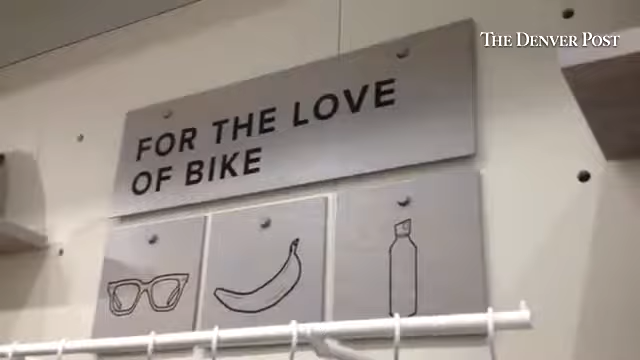 THE DENVER POST
FOR THE LOVE
OF BIKE